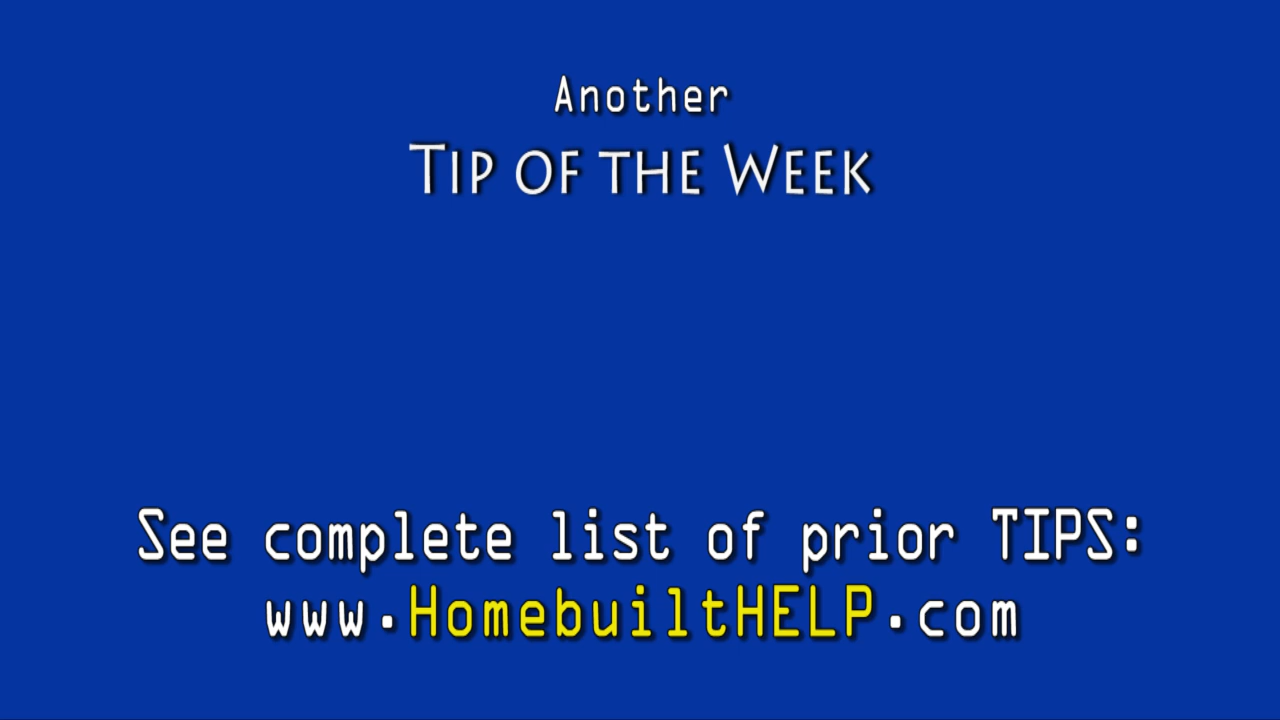 Another
TIP OF THE WEEK
See complete list of prior TIPS:
www.HomebuiltHELP.com